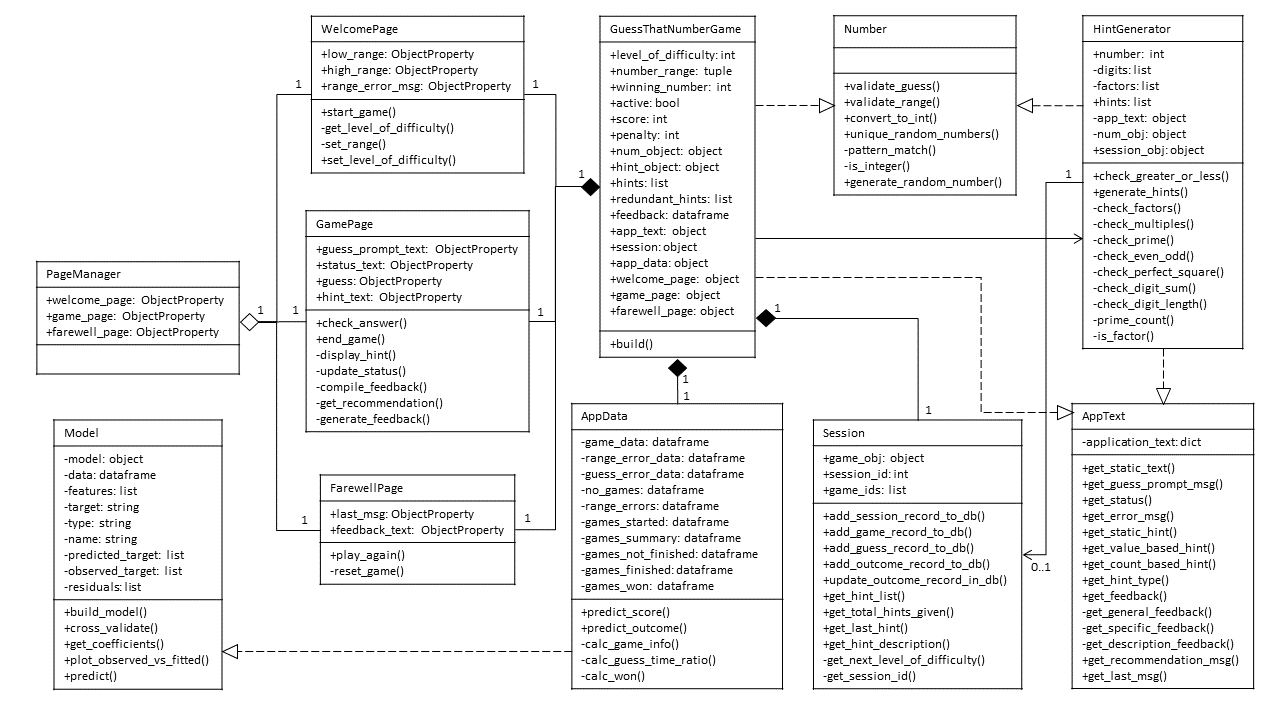 WelcomePage
+low_range: ObjectProperty
+high_range: ObjectProperty
+range_error_msg: ObjectProperty
+start_game()
-get_level_of_difficulty()
-set_range()
+set_level_of_difficulty()
1
1
GuessThatNumberGame
+level_of_difficulty: int
+number_range: tuple
+winning_number: int
+active: bool
+score: int
+penalty: int
+num_object: object
+hint_object: object
+hints: list
+redundant_hints: list
+feedback: dataframe
+app_text: object
+session: object
+app_data: object
+welcome_page: object
+game_page: object
+farewell_page: object
+build()
1
1
1
Number
+validate_guess()
+validate_range()
+convert_to_int()
+unique_random_numbers()
-pattern_match()
-is_integer()
+generate_random_number()
HintGenerator
+number: int
-digits: list
-factors: list
+hints: list
-app_text: object
-num_obj: object
+session_obj: object
+check_greater_or_less()
+generate_hints()
-check_factors()
-check_multiples()
-check_prime()
-check_even_odd()
-check_perfect_square()
-check_digit_sum()
-check_digit_length()
-prime_count()
-is_factor()
1
GamePage
+guess_prompt_text: ObjectProperty
+status_text: ObjectProperty
+guess: ObjectProperty
+hint_text: ObjectProperty
+check_answer()
+end_game()
-display_hint()
-update_status()
-compile_feedback()
-get_recommendation()
-generate_feedback()
1
1
PageManager
+welcome_page: ObjectProperty
+game_page: ObjectProperty
+farewell_page: ObjectProperty
1
Model
-model: object
-data: dataframe
-features: list
-target: string
-type: string
-name: string
-predicted_target: list
-observed_target: list
-residuals: list
+build_model()
+cross_validate()
+get_coefficients()
+plot_observed_vs_fitted()
+predict()
FarewellPage
+last_msg: ObjectProperty
+feedback_text: ObjectProperty
+play_again()
-reset_game()
1
1
1
AppData
-game_data: dataframe
-range_error_data: dataframe
-guess_error_data: dataframe
-no_games: dataframe
-range_errors: dataframe
-games_started: dataframe
-games_summary: dataframe
-games_not_finished: dataframe
-games_finished: dataframe
-games_won: dataframe
+predict_score()
+predict_outcome()
-calc_game_info()
-calc_guess_time_ratio()
-calc_won()
1
Session
+game_obj: object
+session_id: int
+game_ids: list
+add_session_record_to_db()
+add_game_record_to_db()
+add_guess_record_to_db()
+add_outcome_record_to_db()
+update_outcome_record_in_db()
+get_hint_list()
+get_total_hints_given()
+get_last_hint()
+get_hint_description()
-get_next_level_of_difficulty()
-get_session_id()
0..1
AppText
-application_text: dict
+get_static_text()
+get_guess_prompt_msg()
+get_status()
+get_error_msg()
+get_static_hint()
+get_value_based_hint()
+get_count_based_hint()
+get_hint_type()
+get_feedback()
-get_general_feedback()
-get_specific_feedback()
-get_description_feedback()
+get_recommendation_msg()
+get_last_msg()